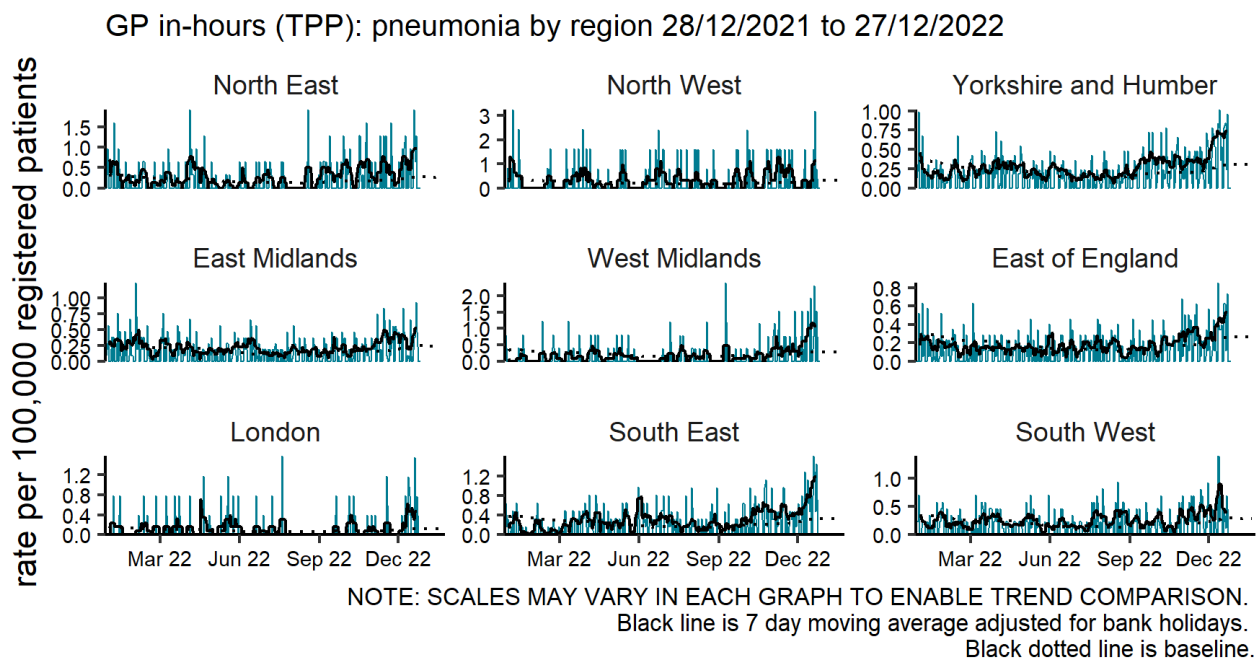 GP in-hours (TPP): pneumonia by region 28/12/2021 to 27/12/2022
rate per 100,000 registered patients
North East
1.5
1.0
0.5
0.0
North West
3
2
1
0
Yorkshire and Humber
1.00
0.75
0.50
0.25
0.00
East Midlands
1.00
0.75
0.50
0.25
0.00
West Midlands
2.0
1.5
1.0
0.5
0.0
East of England
0.8
0.6
0.4
0.2
0.0
London
1.2
0.8
0.4
0.0
Mar 22 Jun 22 Sep 22 Dec 22
South East
1.2
0.8
0.4
0.0
Mar 22 Jun 22 Sep 22 Dec 22
South West
1.0
0.5
0.0
Mar 22 Jun 22 Sep 22 Dec 22
NOTE: SCALES MAY VARY IN EACH GRAPH TO ENABLE TREND COMPARISON.
Black line is 7 day moving average adjusted for bank holidays.
Black dotted line is baseline.